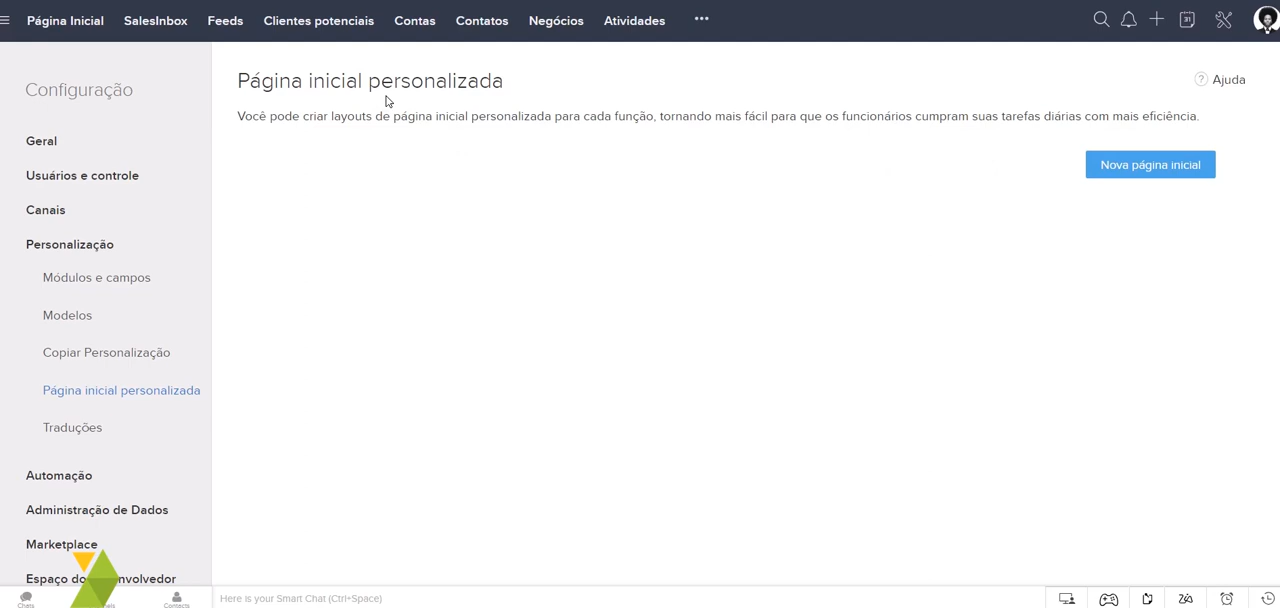 Página Inicial SalesInbox Feeds Clientes potenciais Contas Contatos Negócios Atividades •••
31
Configuração
Geral
Usuários e controle
Canais
Personalização
Módulos e campos
Modelos
Copiar Personalização
Página inicial personalizada
Traduções
Automação
Administração de Dados
Marketplace
Espaço do
Página inicial personalizada
? Ajuda
Você pode criar layouts de página inicial personalizada para cada função, tornando mais fácil para que os funcionários cumpram suas tarefas diárias com mais eficiência.
Nova página inicial
Chats
Contacts
Here is your Smart Chat (Ctrl+Space)